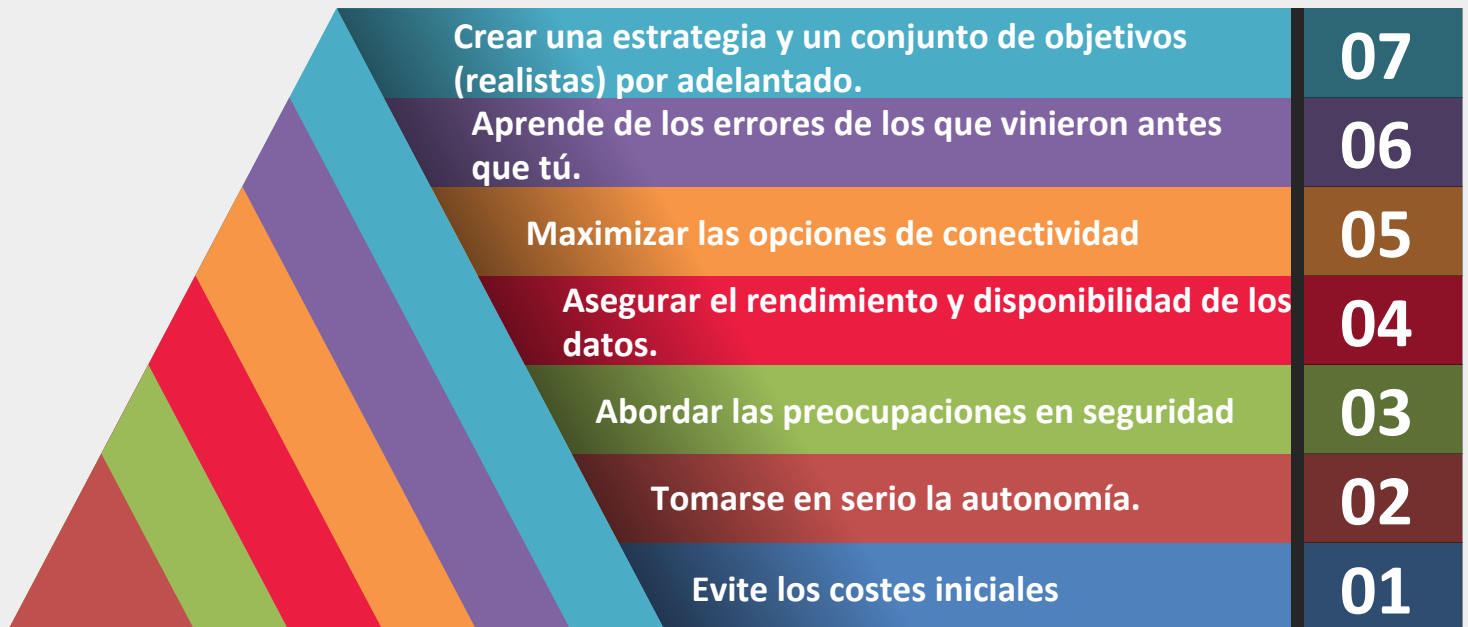 Crear una estrategia y un conjunto de objetivos
(realistas) por adelantado.
07
Aprende de los errores de los que vinieron antes
que tú.
06
Maximizar las opciones de conectividad
05
Asegurar el rendimiento y disponibilidad de los
datos.
04
Abordar las preocupaciones en seguridad
03
Tomarse en serio la autonomía.
02
Evite los costes iniciales
01